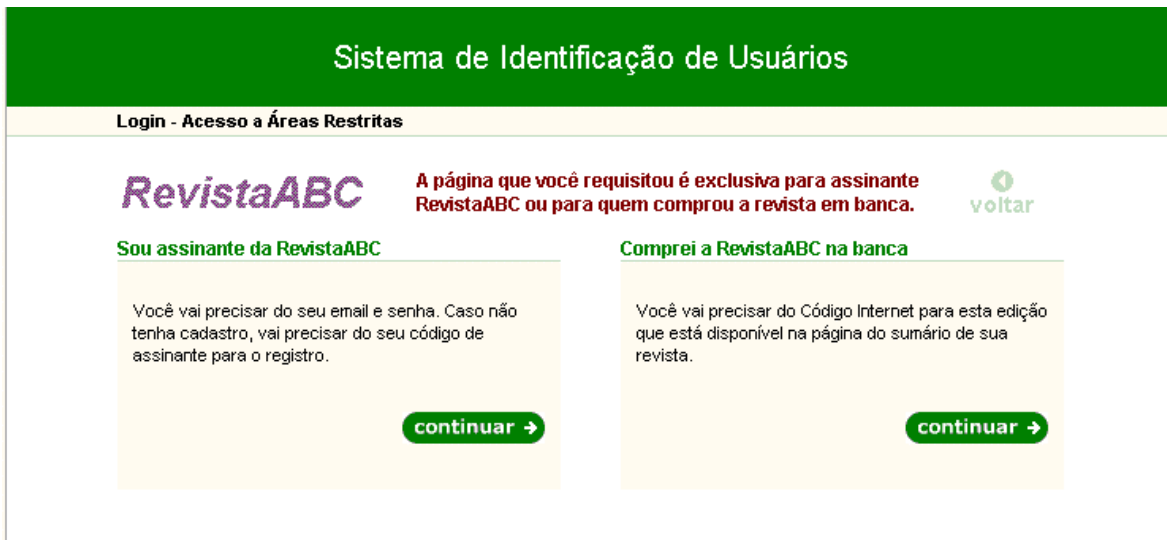 Sistema de Identificação de Usuários
Login - Acesso a Áreas Restritas
RevistaABC
A página que você requisitou é exclusiva para assinante
RevistaABC ou para quem comprou a revista em banca.
voltar
Sou assinante da RevistaABC
Você vai precisar do seu email e senha. Caso não
tenha cadastro, vai precisar do seu código de
assinante para o registro.
continuar
Comprei a RevistaABC na banca
Você vai precisar do Código Internet para esta edição
que está disponível na página do sumário de sua
revista.
continuar